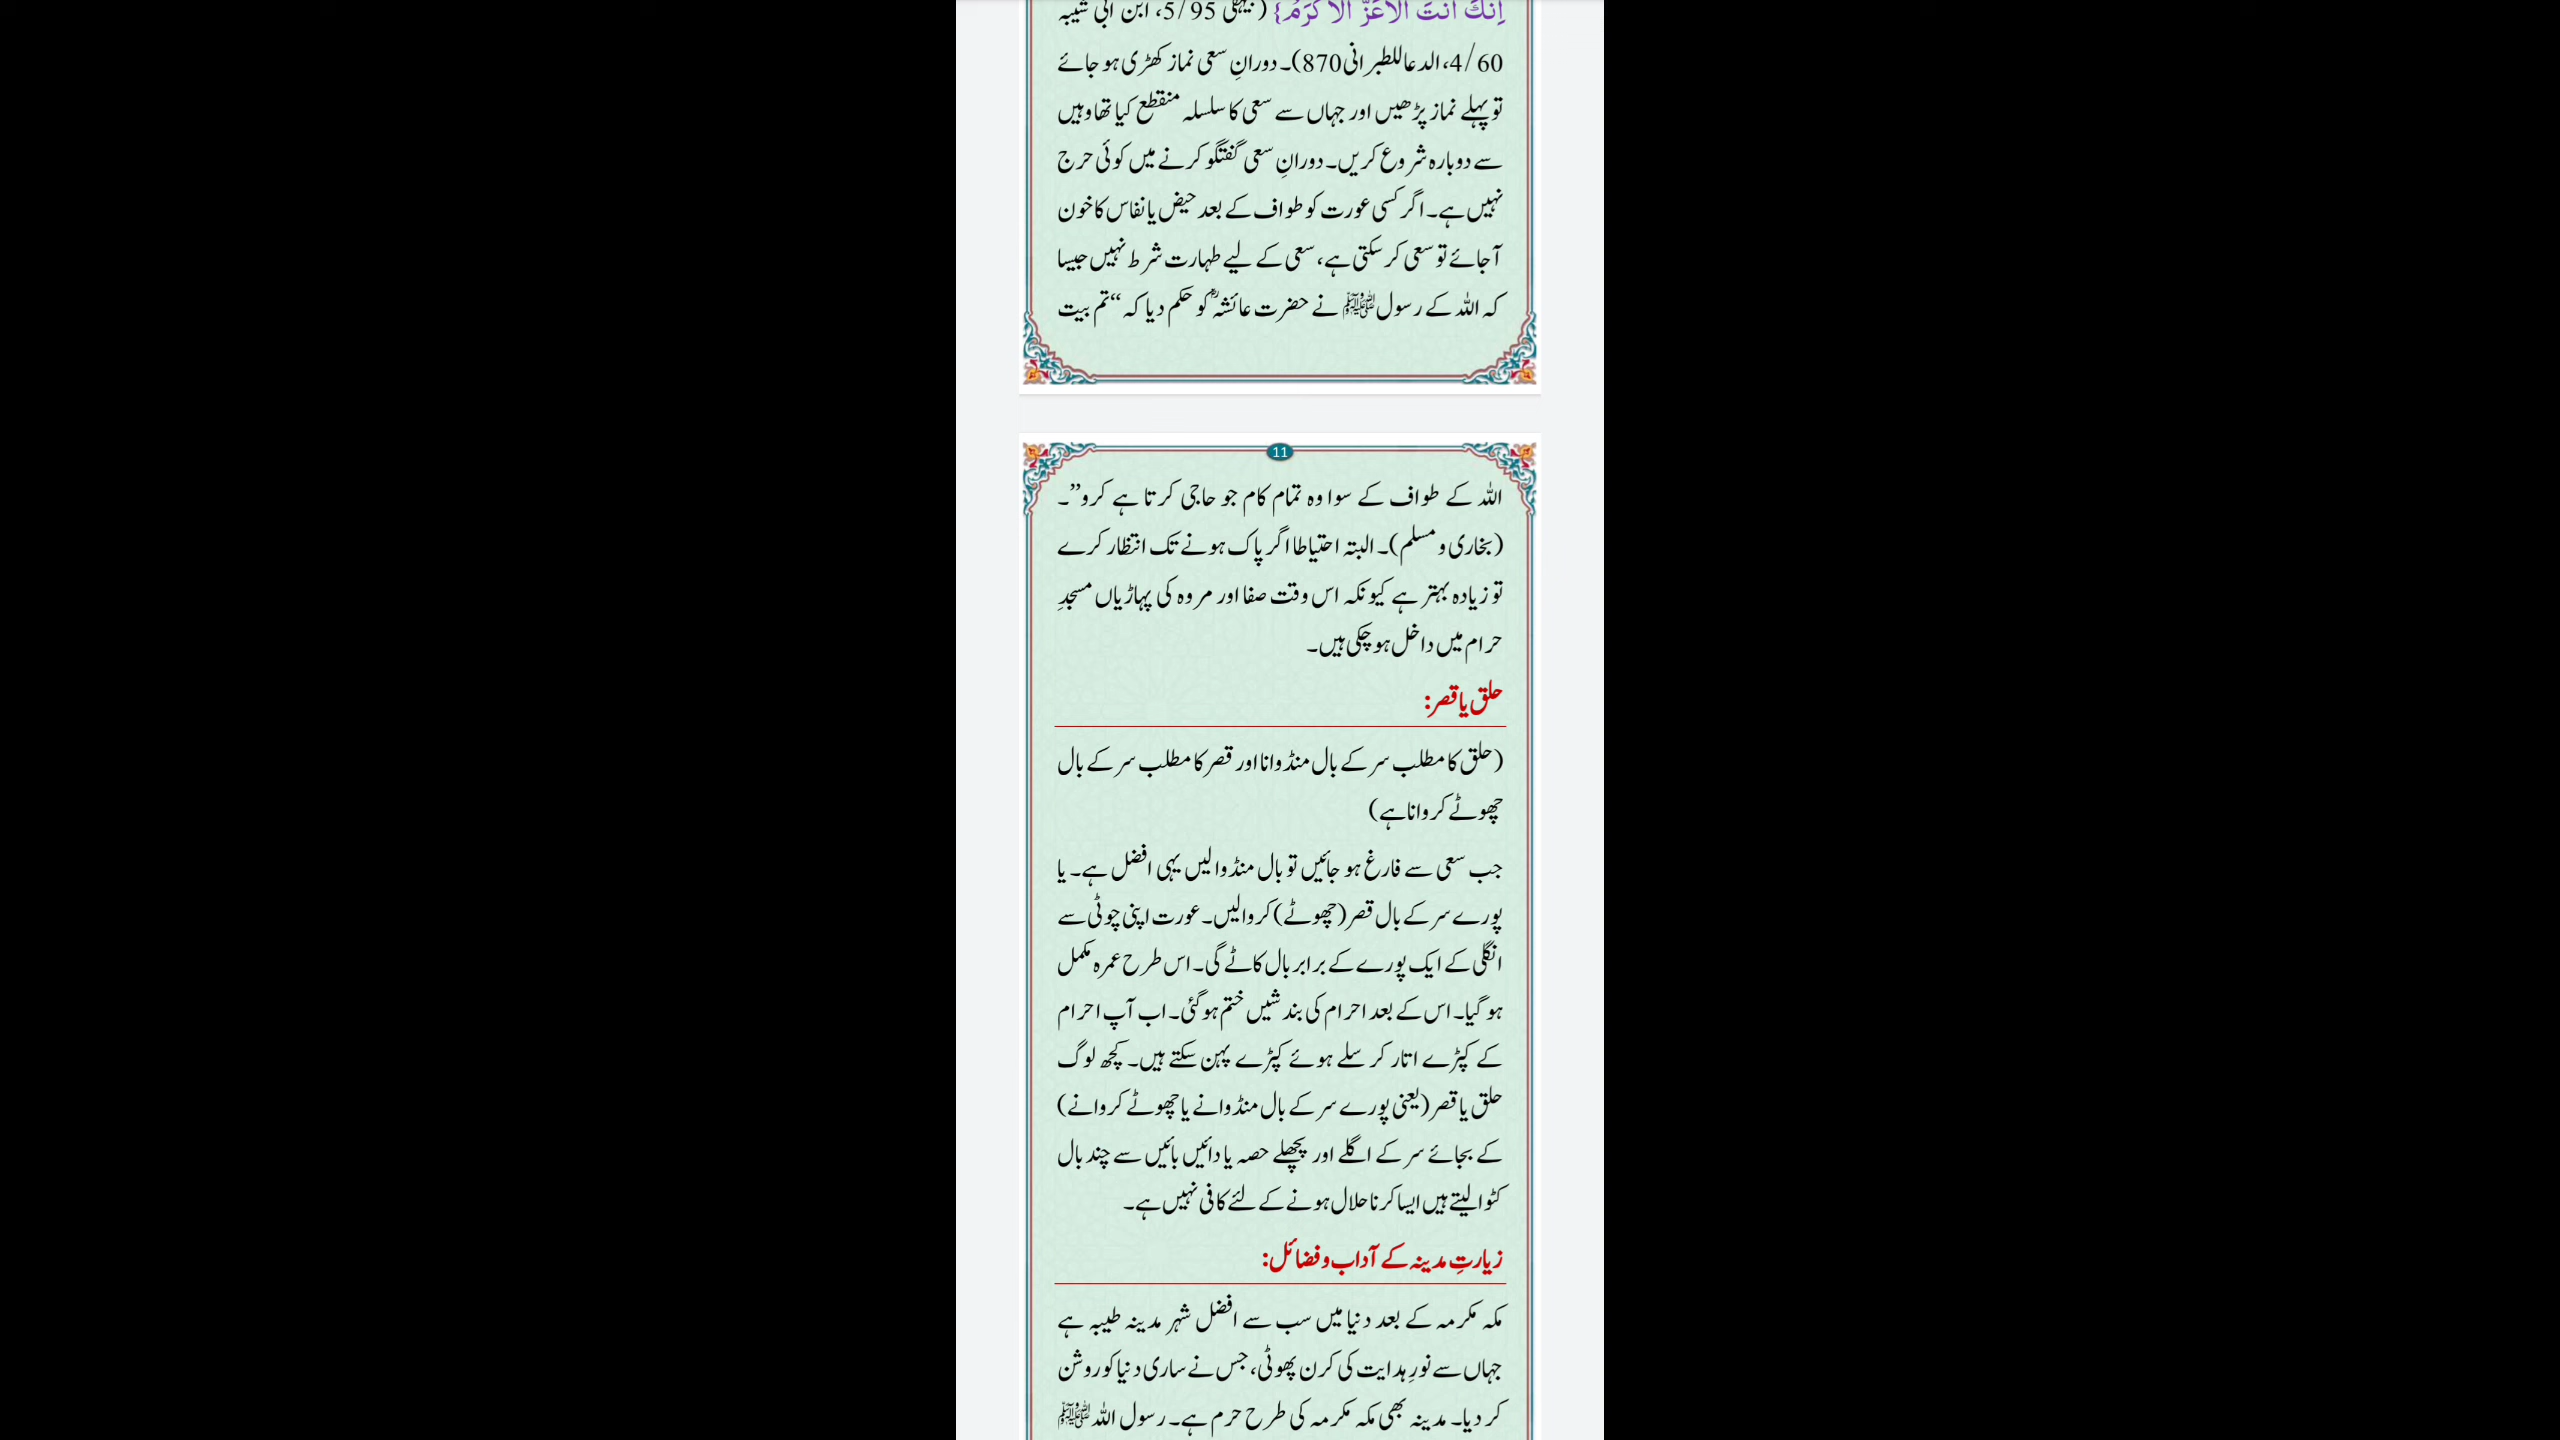 إِنَّكَ أَنْتَ الْأَعَزُّ الْأَكْرَمُ} (بیہقی 5/95، ابن ابی شیبہ
4/60، الدعاللطبرانی870)۔ دورانِ سعی نماز کھڑی ہو جائے
تو پہلے نماز پڑھیں اور جہاں سے سعی کا سلسلہ منقطع کیا تھا وہیں
سے دوبارہ شروع کریں۔ دورانِ سعی گفتگو کرنے میں کوئی حرج
نہیں ہے۔ اگر کسی عورت کو طواف کے بعد حیض یا نفاس کا خون
آجائے تو سعی کر سکتی ہے، سعی کے لیے طہارت شرط نہیں جیسا
کہ اللہ کے رسول ﷺ نے حضرت عائشہؓ کو حکم دیا کہ “تم بیت
11
اللہ کے طواف کے سوا وہ تمام کام جو حاجی کرتا ہے کرو”۔
(بخاری و مسلم)۔ البتہ احتیاطا اگر پاک ہونے تک انتظار کرے
تو زیادہ بہتر ہے کیونکہ اس وقت صفا اور مروہ کی پہاڑیاں مسجدِ
حرام میں داخل ہو چکی ہیں۔
حلق یا قصر:
(حلق کا مطلب سر کے بال منڈوانا اور قصر کا مطلب سر کے بال
چھوٹے کروانا ہے)
جب سعی سے فارغ ہو جائیں تو بال منڈوا لیں یہی افضل ہے۔ یا
پورے سر کے بال قصر (چھوٹے) کروالیں۔ عورت اپنی چوٹی سے
انگلی کے ایک پورے کے برابر بال کاٹے گی۔ اس طرح عمرہ مکمل
ہو گیا۔ اس کے بعد احرام کی بندشیں ختم ہو گئی۔ اب آپ احرام
کے کپڑے اتار کر سلے ہوئے کپڑے پہن سکتے ہیں۔ کچھ لوگ
حلق یا قصر (یعنی پورے سر کے بال منڈوانے یا چھوٹے کروانے)
کے بجائے سر کے اگلے اور پچھلے حصہ یا دائیں بائیں سے چند بال
کٹوا لیتے ہیں ایسا کرنا حلال ہونے کے لئے کافی نہیں ہے۔
زیارتِ مدینہ کے آداب و فضائل:
مکہ مکرمہ کے بعد دنیا میں سب سے افضل شہر مدینہ طیبہ ہے
جہاں سے نورِ ہدایت کی کرن پھوٹی، جس نے ساری دنیا کو روشن
کر دیا۔ مدینہ بھی مکہ مکرمہ کی طرح حرم ہے۔ رسول اللہ ﷺ